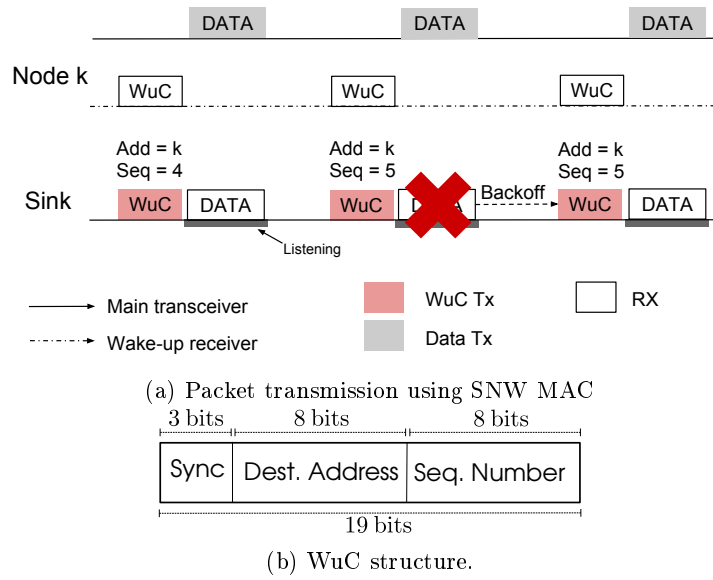 DATA DATA DATA
Node k
WuC WuC WuC
Add = k Add = k Add = k
Seq = 4 Seq = 5 Seq = 5
Sink WuC DATA WuC DATA Backoff WuC DATA
Listening
Main transceiver WuC Tx RX
Wake-up receiver Data Tx
(a) Packet transmission using SNW MAC
3 bits 8 bits 8 bits
Sync Dest. Address Seq. Number
19 bits
(b) WuC structure.